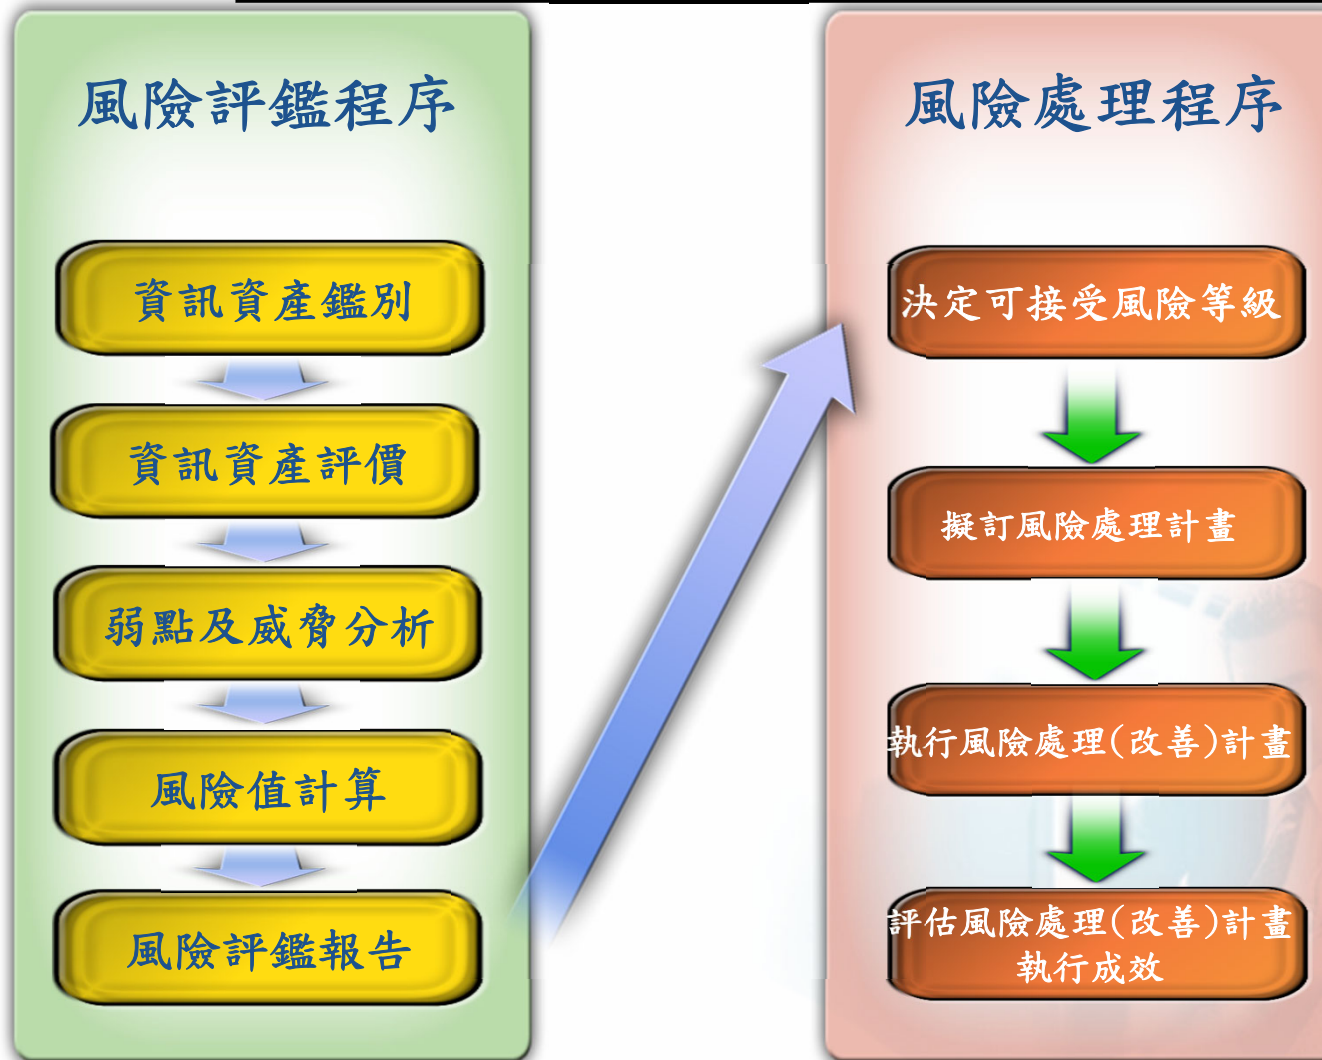 風險評鑑程序
資訊資產鑑別
資訊資產評價
弱點及威脅分析
風險值計算
風險評鑑報告
風險處理程序
決定可接受風險等級
擬訂風險處理計畫
執行風險處理(改善)計畫
評估風險處理(改善)計畫
執行成效